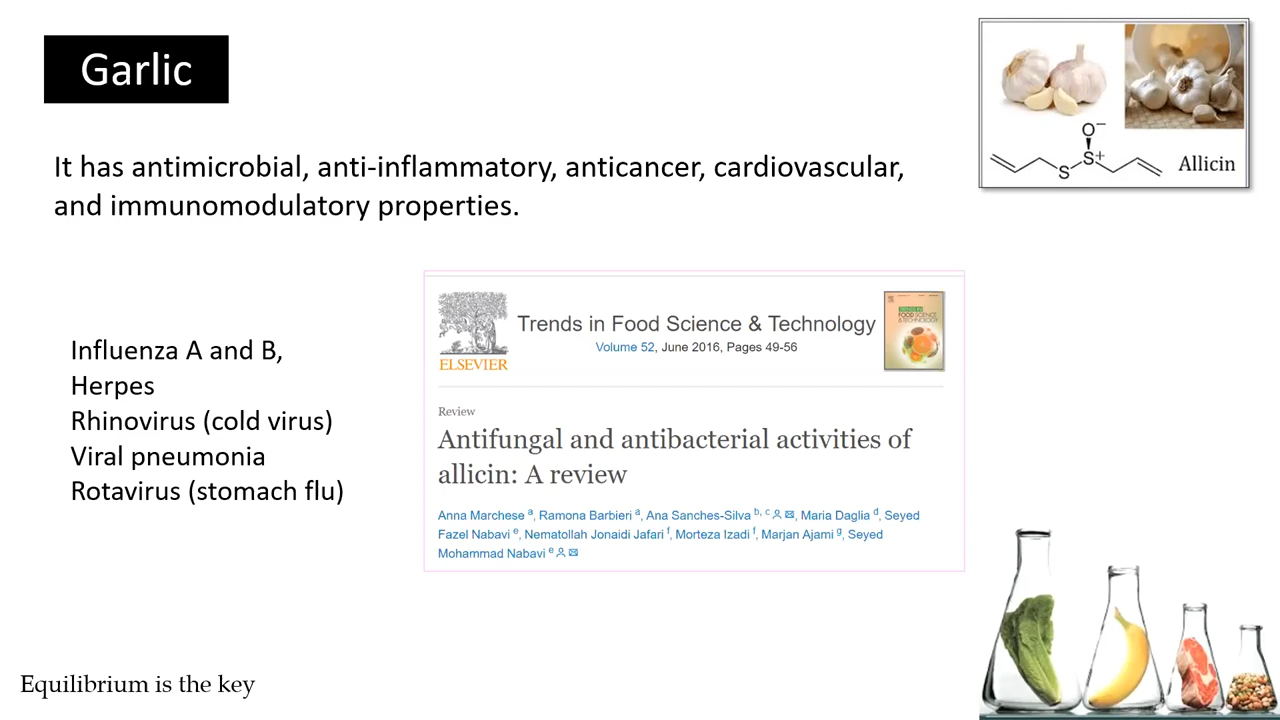 Garlic
O−
S+
S
Allicin
It has antimicrobial, anti-inflammatory, anticancer, cardiovascular,
and immunomodulatory properties.
Influenza A and B,
Herpes
Rhinovirus (cold virus)
Viral pneumonia
Rotavirus (stomach flu)
ELSEVIER
Trends in Food Science & Technology
Volume 52, June 2016, Pages 49-56
Review
Antifungal and antibacterial activities of
allicin: A review
Anna Marchese a, Ramona Barbieri a, Ana Sanches-Silva b, c, Maria Daglia d, Seyed
Fazel Nabavi e, Nematollah Jonaidi Jafari f, Morteza Izadi f, Marjan Ajami g, Seyed
Mohammad Nabavi e
Equilibrium is the key